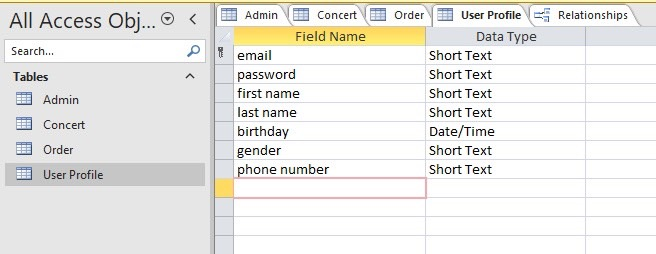 All Access Obj...
Search...
Tables
Admin
Concert
Order
User Profile
Admin Concert Order User Profile Relationships
Field Name Data Type
email Short Text
password Short Text
first name Short Text
last name Short Text
birthday Date/Time
gender Short Text
phone number Short Text